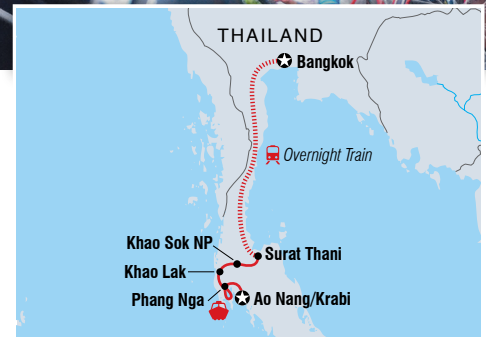 THAILAND
Bangkok
Overnight Train
Khao Sok NP
Surat Thani
Khao Lak
Phang Nga
Ao Nang/Krabi